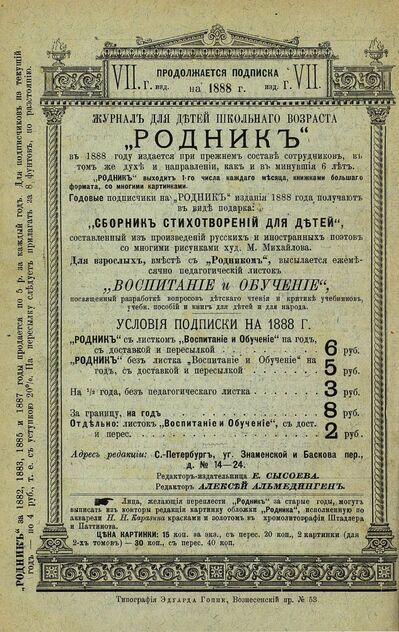 VII Г. изд. ПРОДОЛЖАЕТСЯ ПОДПИСКА изд. Г. VII.
на 1888 г.
ЖУРНАЛЪ ДЛЯ ДѢТЕЙ ШКОЛЬНАГО ВОЗРАСТА
„РОДНИКЪ“
въ 1888 году издается при прежнемъ составѣ сотрудниковъ, въ
томъ же духѣ и направленіи, какъ и въ минувшія 6 лѣтъ.
„РОДНИКЪ“ выходитъ 1-го числа каждаго мѣсяца, книжками большаго
формата, со многими картинками.
Годовые подписчики на „РОДНИКЪ“ изданія 1888 года получаютъ
въ видѣ подарка:
„СБОРНИКЪ СТИХОТВОРЕНІЙ ДЛЯ ДѢТЕЙ“,
составленный изъ произведеній русскихъ и иностранныхъ поэтовъ
со многими рисунками худ. М. Михайлова.
Для взрослыхъ, вмѣстѣ съ „Родникомъ“, высылается ежемѣ-
сячно педагогическій листокъ
„ВОСПИТАНІЕ и ОБУЧЕНІЕ“,
посвященный разработкѣ вопросовъ дѣтскаго чтенія и критикѣ учебниковъ,
учебн. пособій и книгъ для дѣтей и для народа.
УСЛОВІЯ ПОДПИСКИ НА 1888 Г.
„РОДНИКЪ“ съ листкомъ „Воспитаніе и Обученіе“ на годъ,
съ доставкой и пересылкой . . . . . . . 6 руб.
„РОДНИКЪ“ безъ листка „Воспитаніе и Обученіе“ на
годъ, съ доставкой и пересылкой . . . . . . 5 руб.
На ½ года, безъ педагогическаго листка . . . . . 3 руб.
За границу, на годъ . . . . . . . . . 8 руб.
Отдѣльно: листокъ „Воспитаніе и Обученіе“, съ дост.
и перес. . . . . . . . . . . 2 руб.
Адресъ редакціи: С.-Петербургъ, уг. Знаменской и Баскова пер.,
д. № 14—24.
Редакторъ-издательница Е. СЫСОЕВА.
Редакторъ АЛЕКСѢЙ АЛЬМЕДИНГЕНЪ.
Лица, желающія переплести „Родникъ“ за старые годы, могутъ
выписать изъ конторы редакціи картинку обложки „Родника“, исполненную по
акварели Н. Н. Каразина красками и золотомъ въ хромолитографіи Штадлера
и Паттинота.
ЦѢНА КАРТИНКИ: 15 коп. за экз., съ перес. 20 коп., 2 картинки (для
2-хъ томовъ) — 30 коп., съ перес. 40 коп.
Типографія Эдуарда Гоппе, Вознесенскій пр. № 53
„РОДНИКЪ“ за 1882, 1883, 1885 и 1887 годы продается по 5 р. за каждый годъ. Для подписчиковъ на текущій
годъ — по 4 руб., т. е. съ уступкою 20%. На пересылку слѣдуетъ прилагать за 8 фунтовъ, по разстоянію.